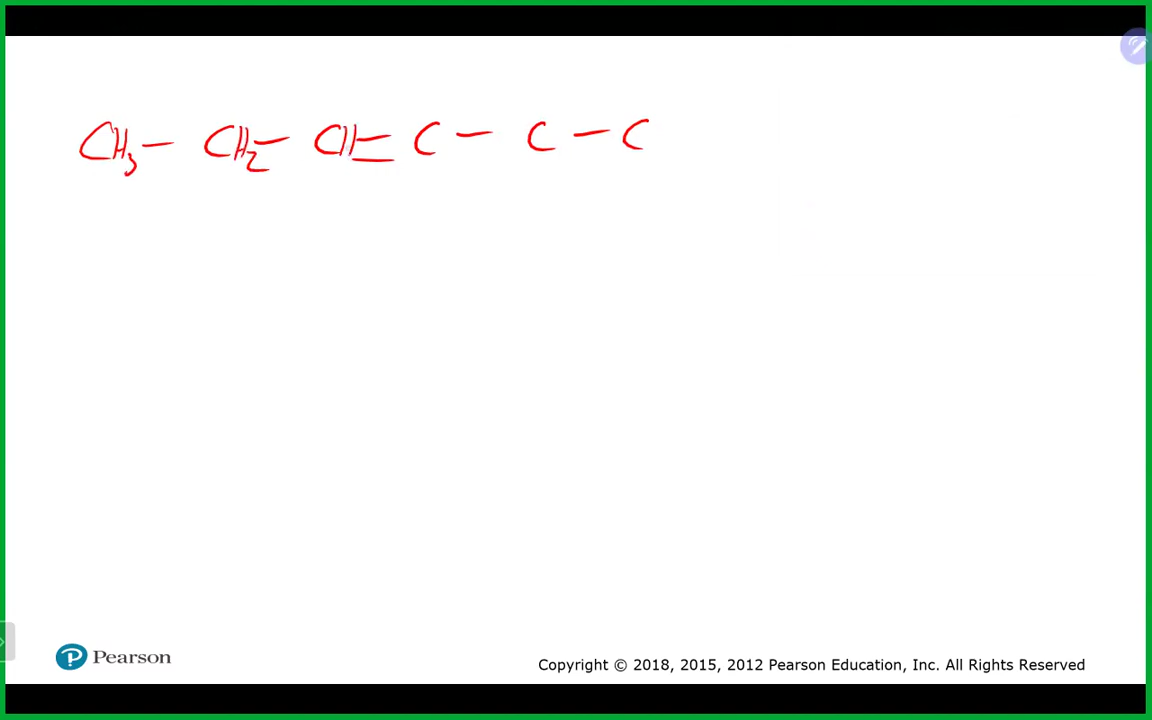 CH₃ – CH₂ – CH = C – C – C
Pearson
Copyright © 2018, 2015, 2012 Pearson Education, Inc. All Rights Reserved